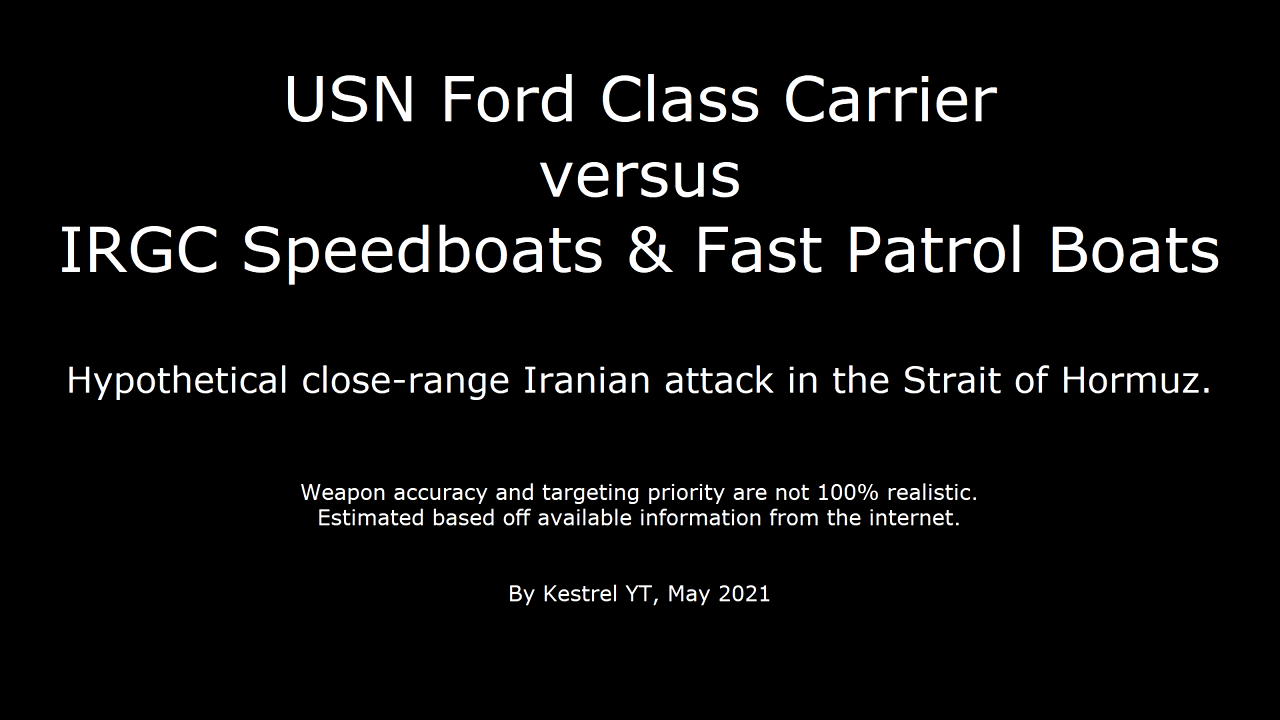 USN Ford Class Carrier
versus
IRGC Speedboats & Fast Patrol Boats
Hypothetical close-range Iranian attack in the Strait of Hormuz.
Weapon accuracy and targeting priority are not 100% realistic.
Estimated based off available information from the internet.
By Kestrel YT, May 2021